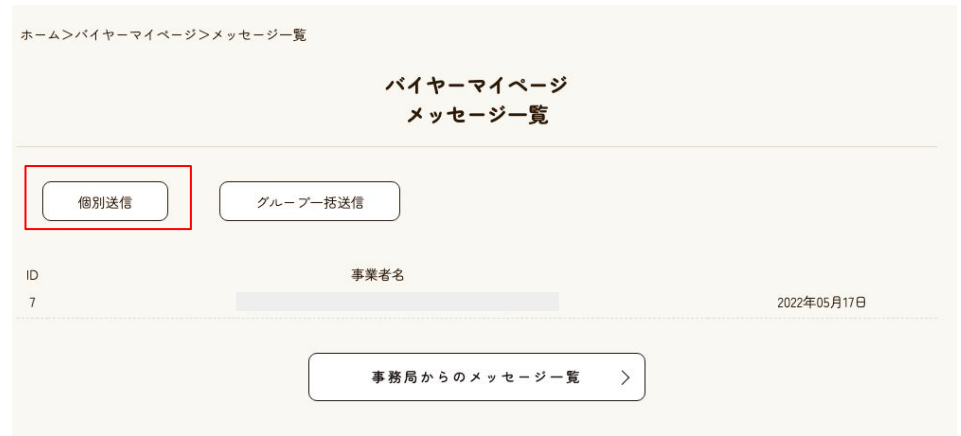 ホーム＞バイヤーマイページ＞メッセージ一覧
バイヤーマイページ
メッセージ一覧
個別送信 グループ一括送信
ID 事業者名
7 2022年05月17日
事務局からのメッセージ一覧